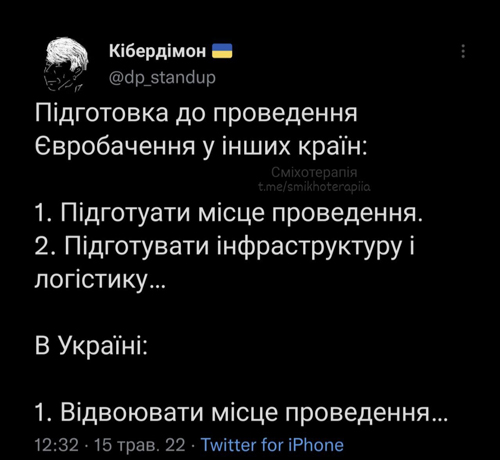 Кібердімон 🇺🇦
@dp_standup
Підготовка до проведення
Євробачення у інших країн:
Сміхотерапія
t.me/smikhoterapiia
1. Підготуати місце проведення.
2. Підготувати інфраструктуру і
логістику...
В Україні:
1. Відвоювати місце проведення...
12:32 · 15 трав. 22 · Twitter for iPhone